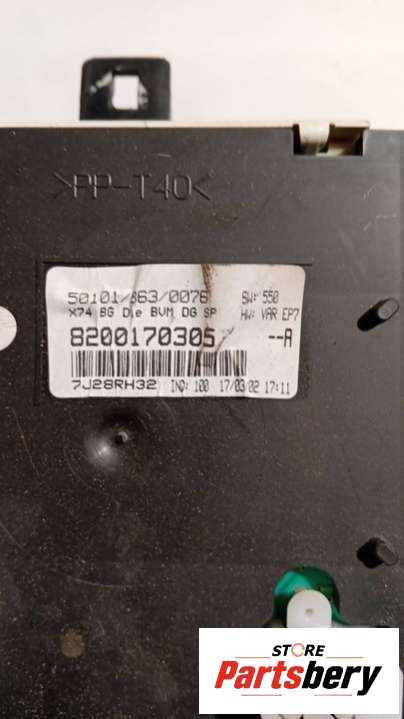 >PP-T40<
50101/863/0076 SW: 550
X74 BG D.e BVM DG SP HW: VAR EP7
8200170305 --A
7J28RH32 IND: 100 17/03/02 17:11
STORE
Partsbery